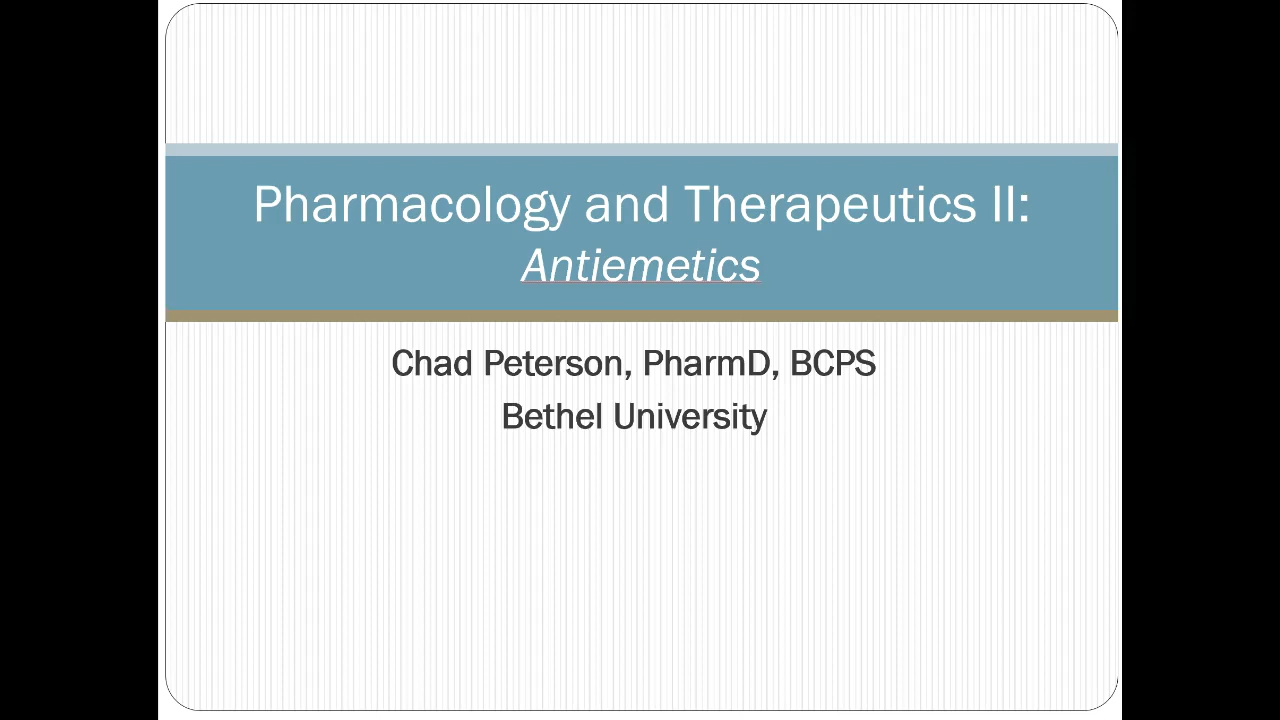 Pharmacology and Therapeutics II:
Antiemetics
Chad Peterson, PharmD, BCPS
Bethel University